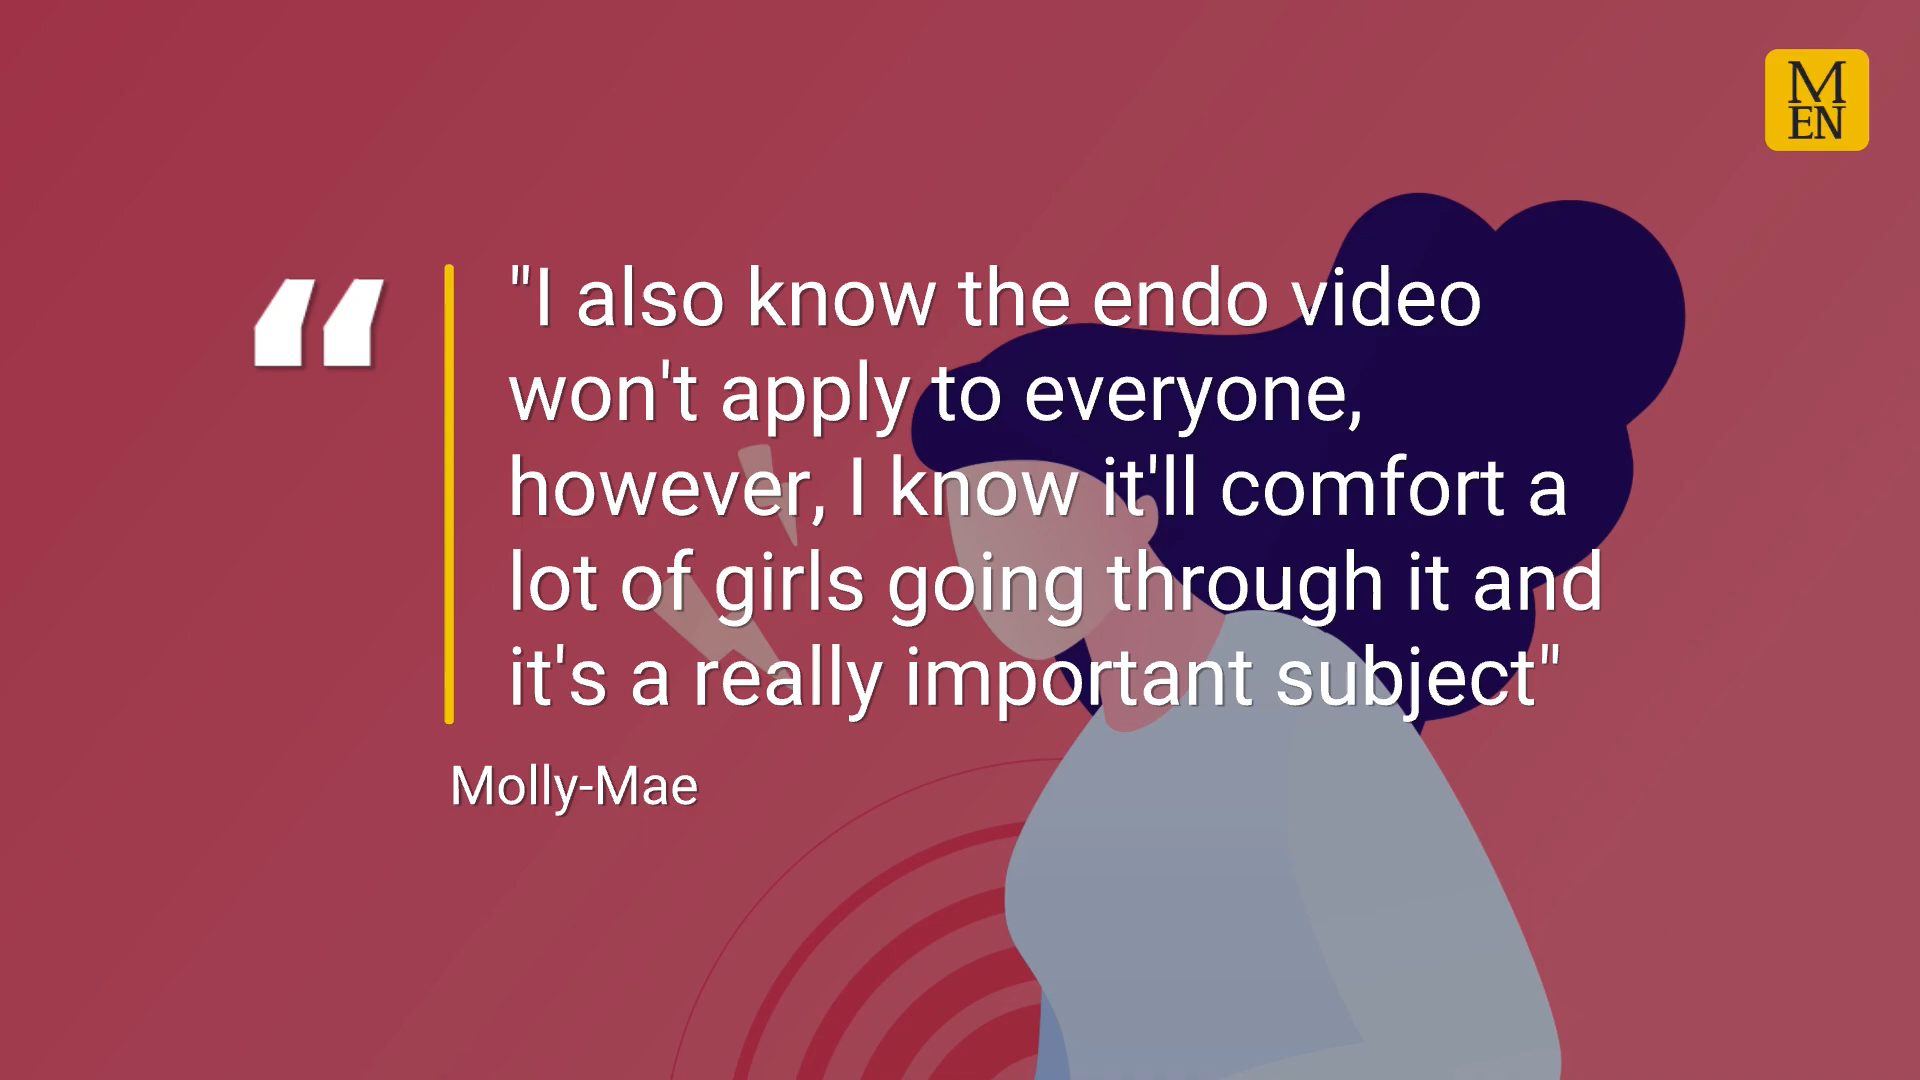 M
EN
"I also know the endo video
won't apply to everyone,
however, I know it'll comfort a
lot of girls going through it and
it's a really important subject"
Molly-Mae